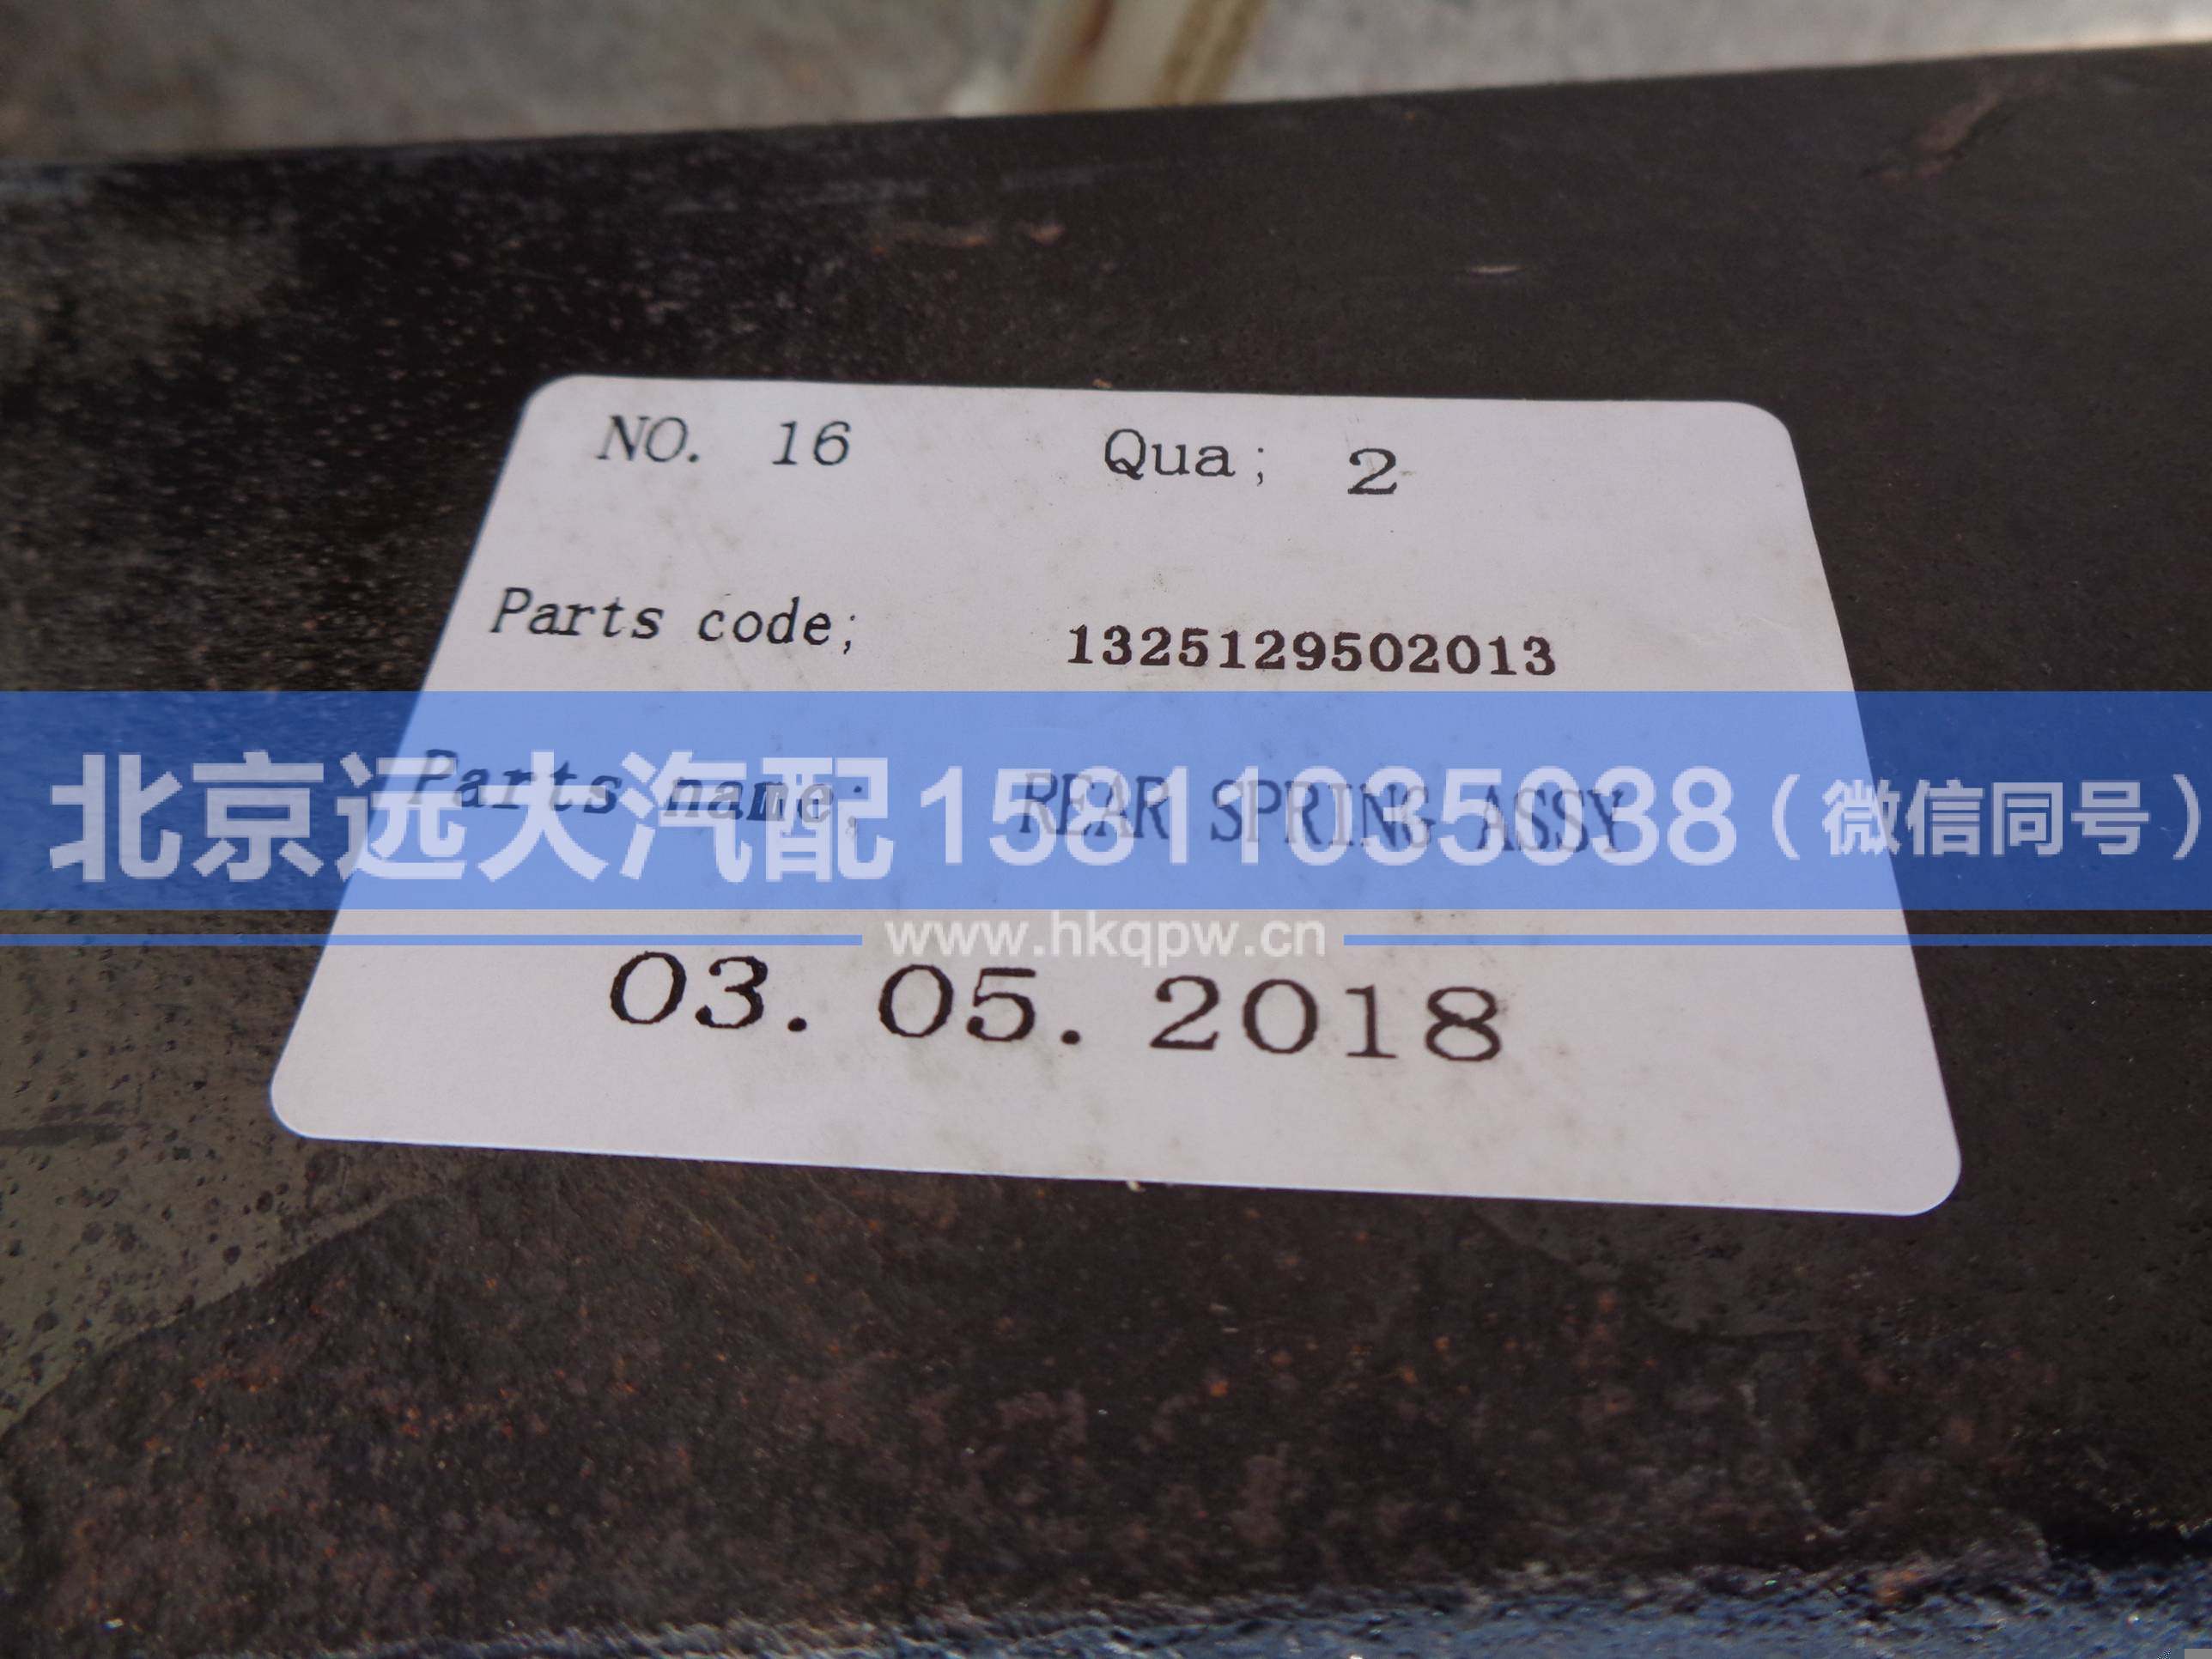 NO. 16 Qua; 2
Parts code; 1325129502013
Parts name; REAR SPRING ASSY
北京远大汽配 15811035038（微信同号）
www.hkqpw.cn
03. 05. 2018